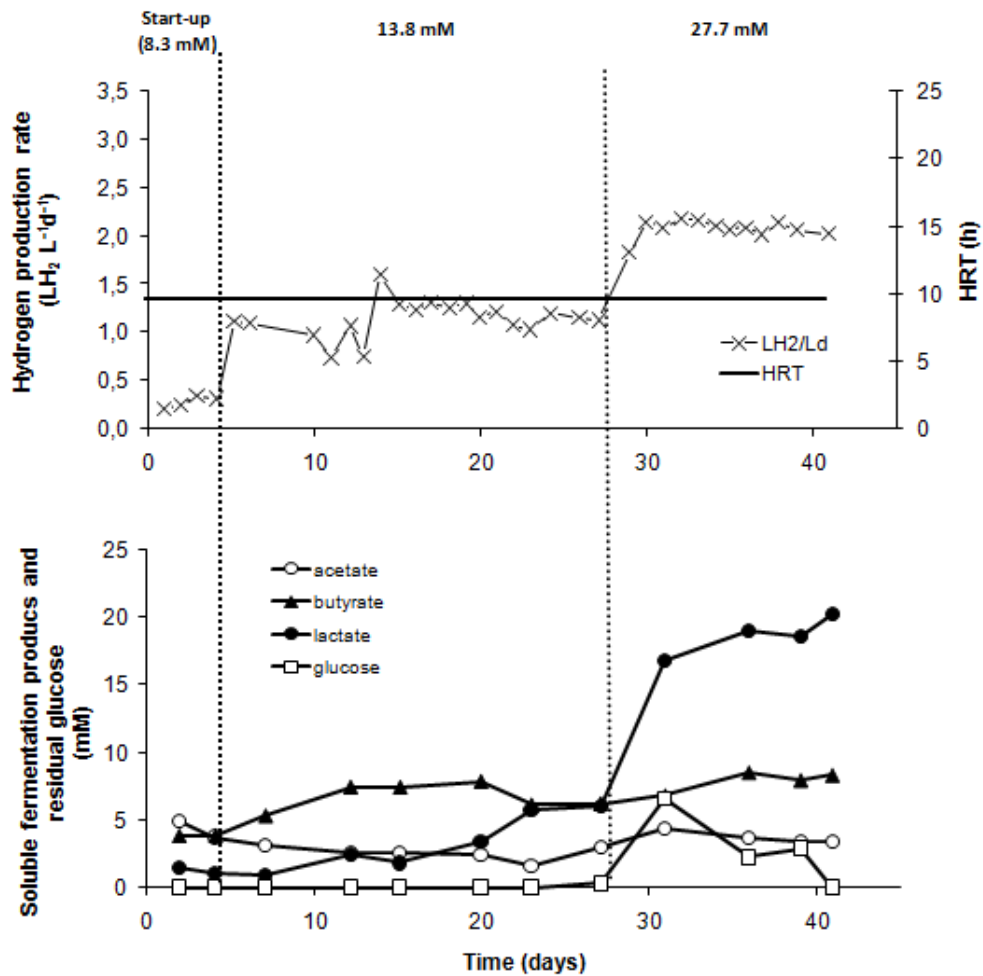 Start-up
(8.3 mM)
13.8 mM
27.7 mM
Hydrogen production rate
(LH₂ L⁻¹d⁻¹)
3,5
3,0
2,5
2,0
1,5
1,0
0,5
0,0
25
20
15
10
5
0
HRT (h)
LH2/Ld
HRT
0
10
20
30
40
Soluble fermentation producs and
residual glucose
(mM)
25
20
15
10
5
0
acetate
butyrate
lactate
glucose
0
10
20
30
40
Time (days)